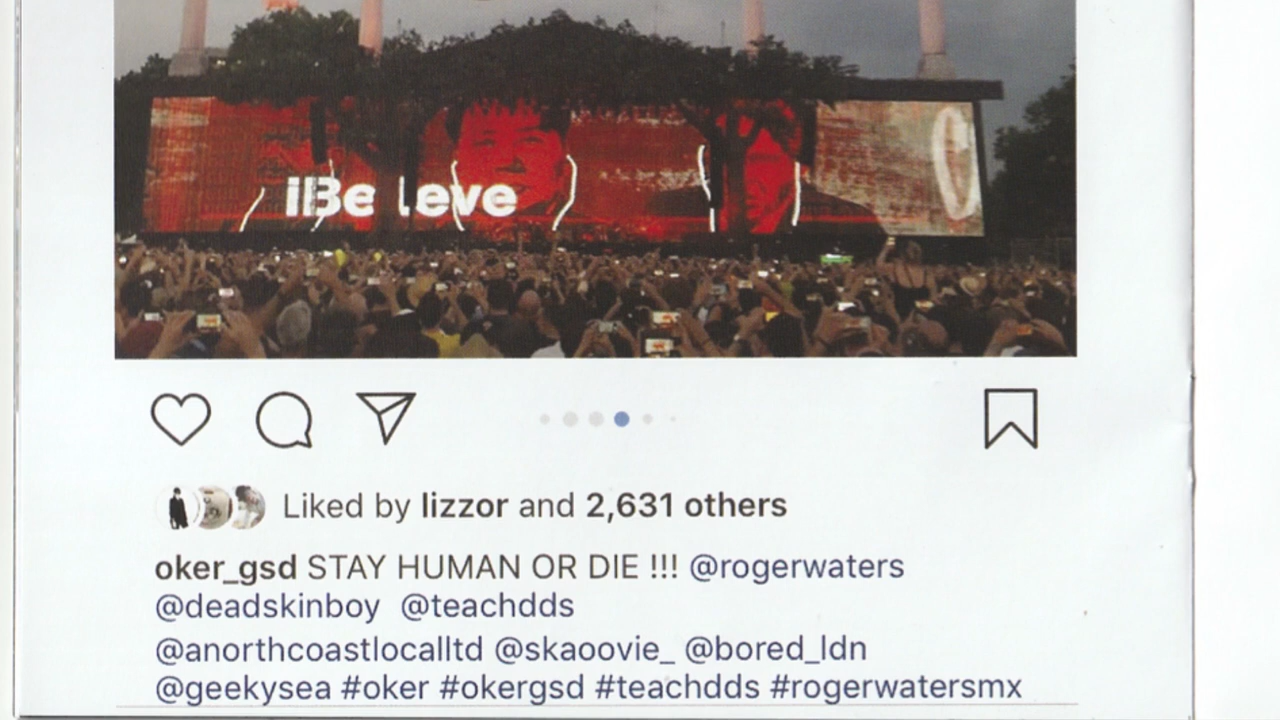 iBe Leve
Liked by lizzor and 2,631 others
oker_gsd STAY HUMAN OR DIE !!! @rogerwaters
@deadskinboy @teachdds
@anorthcoastlocalltd @skaoovie_ @bored_ldn
@geekysea #oker #okergsd #teachdds #rogerwatersmx